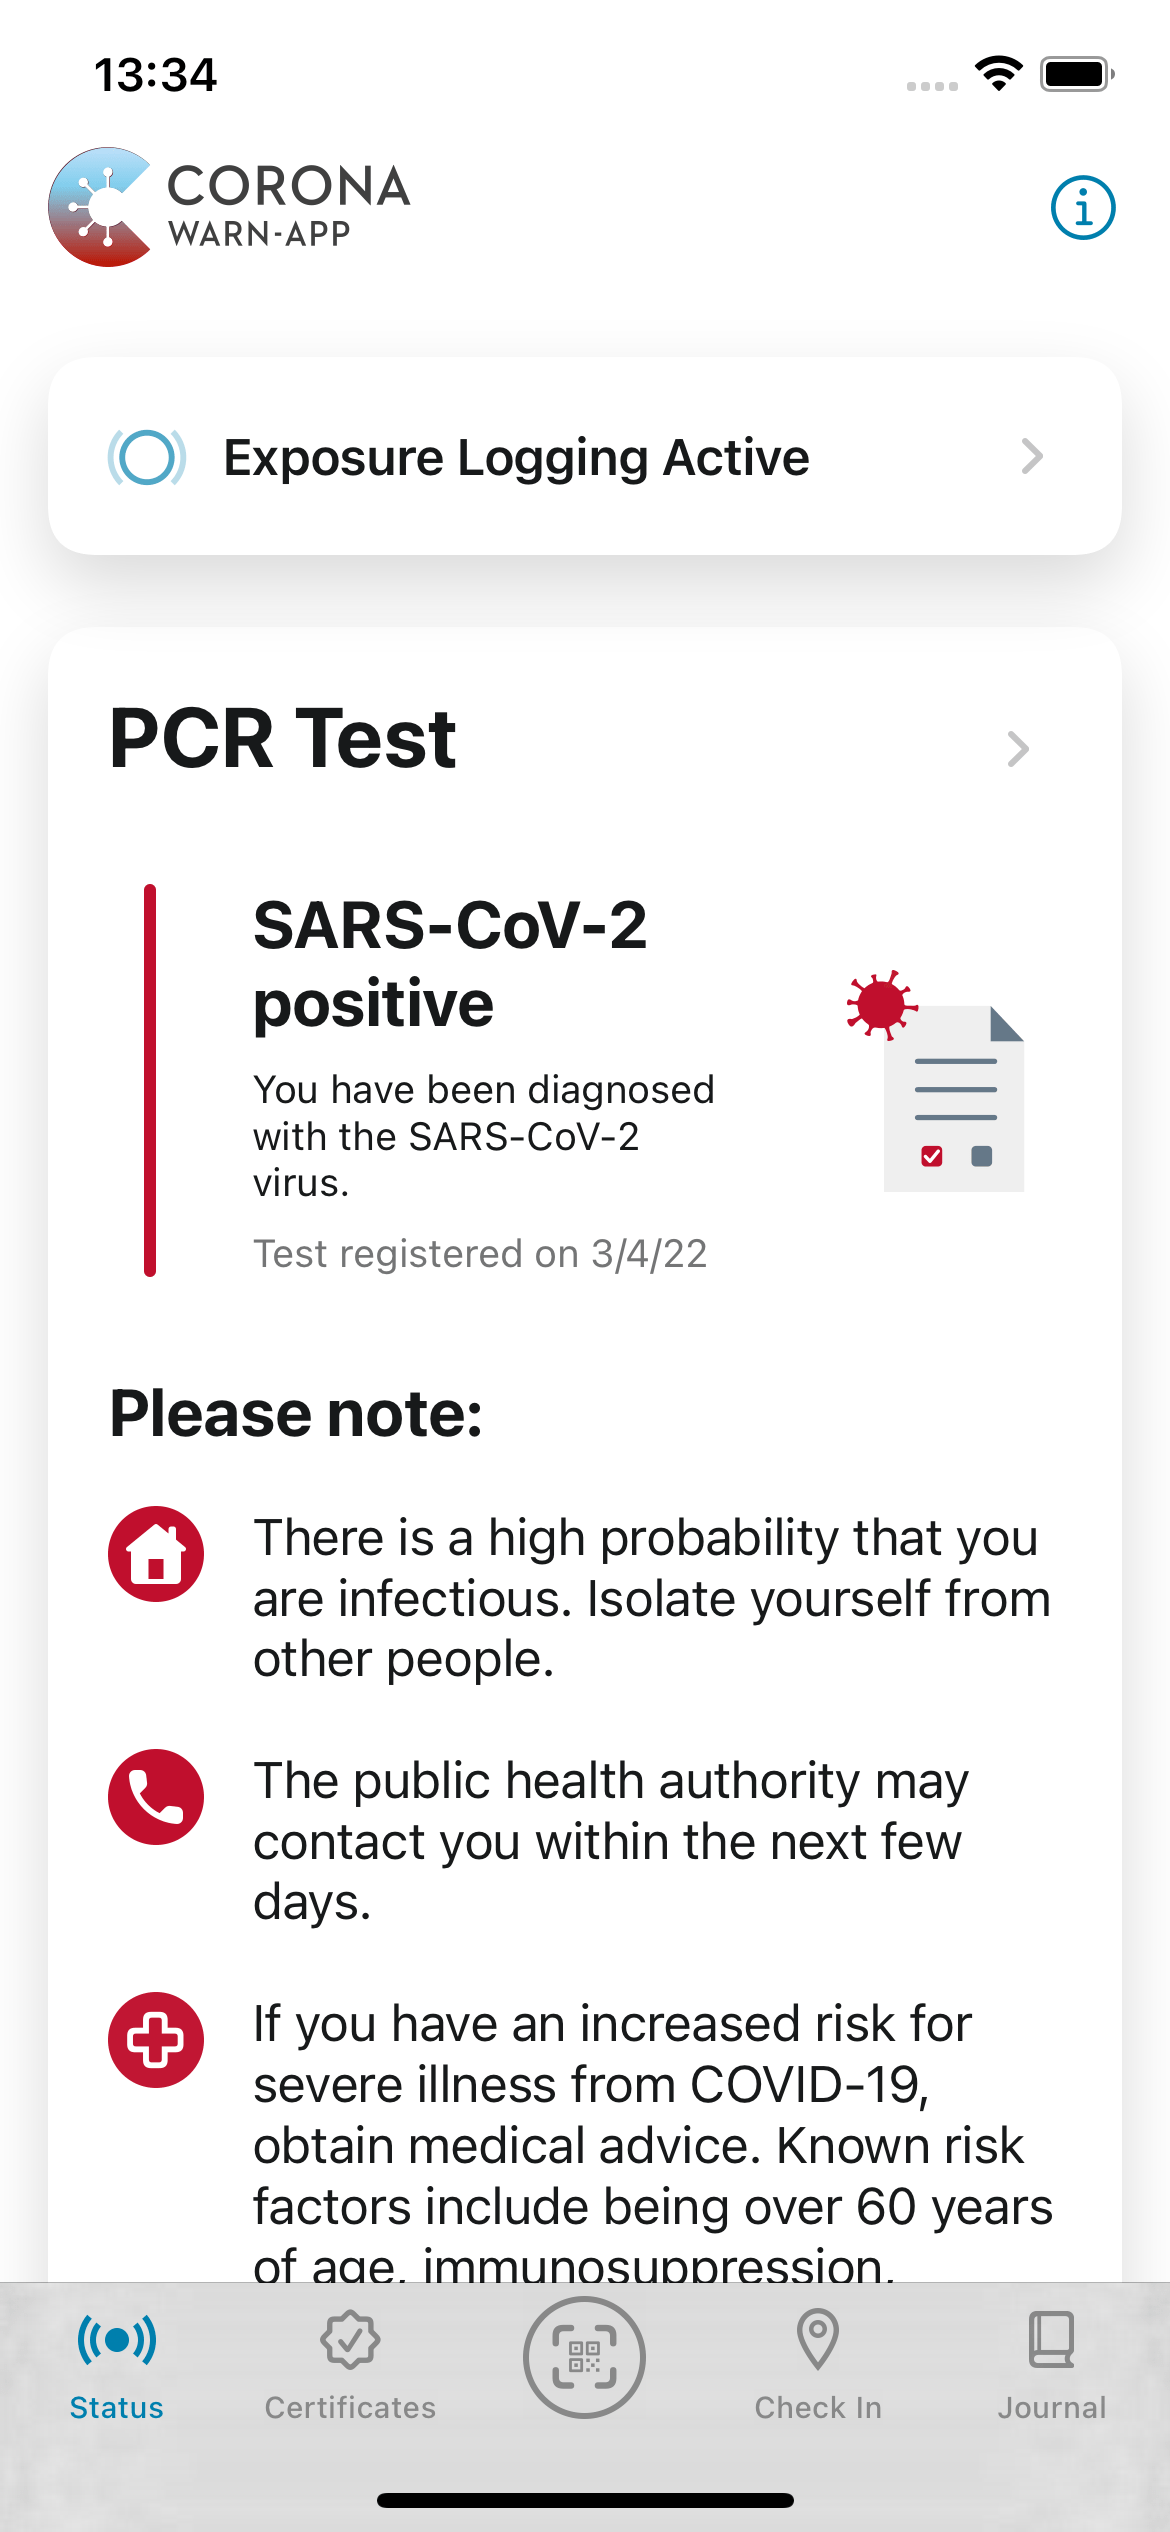 13:34
CORONA
WARN-APP
Exposure Logging Active
PCR Test
SARS-CoV-2
positive
You have been diagnosed
with the SARS-CoV-2
virus.
Test registered on 3/4/22
Please note:
There is a high probability that you
are infectious. Isolate yourself from
other people.
The public health authority may
contact you within the next few
days.
If you have an increased risk for
severe illness from COVID-19,
obtain medical advice. Known risk
factors include being over 60 years
of age, immunosuppression,
Status
Certificates
Check In
Journal